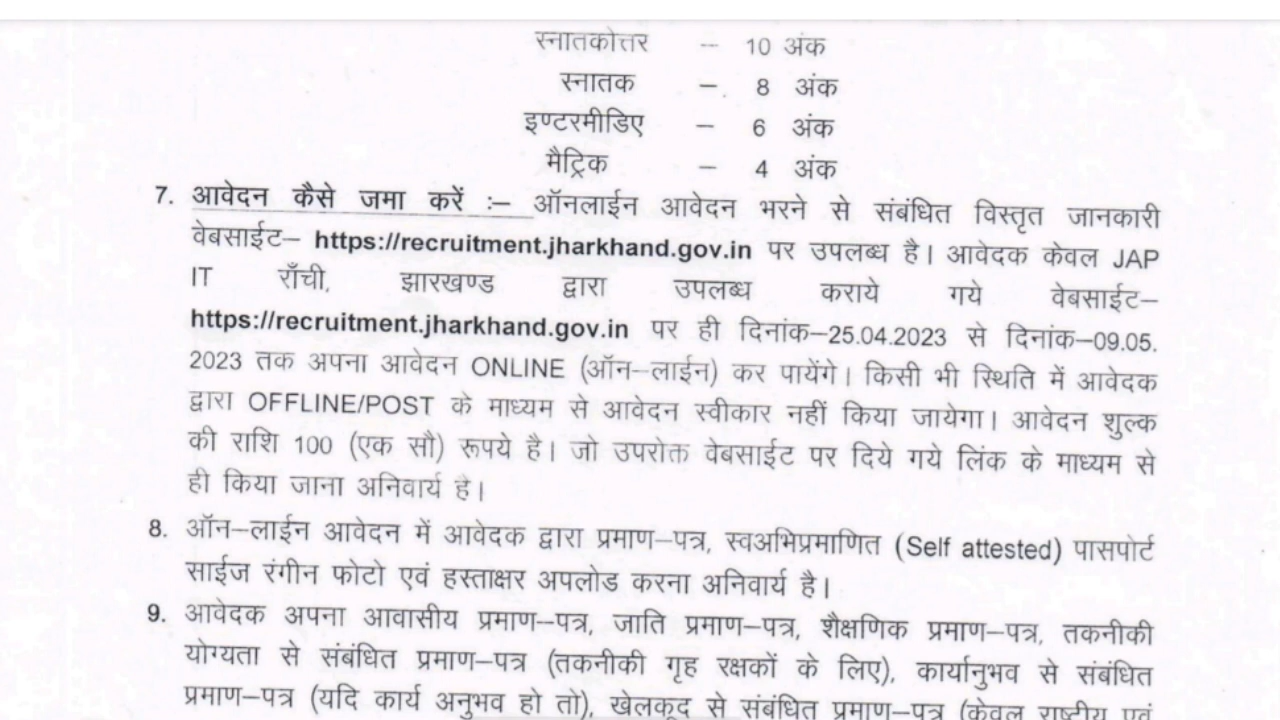 स्नातकोत्तर -- 10 अंक
स्नातक – 8 अंक
इण्टरमीडिए – 6 अंक
मैट्रिक – 4 अंक
7. आवेदन कैसे जमा करें :– ऑनलाईन आवेदन भरने से संबंधित विस्तृत जानकारी
वेबसाईट– https://recruitment.jharkhand.gov.in पर उपलब्ध है। आवेदक केवल JAP
IT राँची, झारखण्ड द्वारा उपलब्ध कराये गये वेबसाईट–
https://recruitment.jharkhand.gov.in पर ही दिनांक–25.04.2023 से दिनांक–09.05.
2023 तक अपना आवेदन ONLINE (ऑन–लाईन) कर पायेंगे। किसी भी स्थिति में आवेदक
द्वारा OFFLINE/POST के माध्यम से आवेदन स्वीकार नहीं किया जायेगा। आवेदन शुल्क
की राशि 100 (एक सौ) रूपये है। जो उपरोक्त वेबसाईट पर दिये गये लिंक के माध्यम से
ही किया जाना अनिवार्य है।
8. ऑन–लाईन आवेदन में आवेदक द्वारा प्रमाण–पत्र, स्वअभिप्रमाणित (Self attested) पासपोर्ट
साईज रंगीन फोटो एवं हस्ताक्षर अपलोड करना अनिवार्य है।
9. आवेदक अपना आवासीय प्रमाण–पत्र, जाति प्रमाण–पत्र, शैक्षणिक प्रमाण–पत्र, तकनीकी
योग्यता से संबंधित प्रमाण–पत्र (तकनीकी गृह रक्षकों के लिए), कार्यानुभव से संबंधित
प्रमाण–पत्र (यदि कार्य अनुभव हो तो), खेलकूद से संबंधित प्रमाण–पत्र (केवल राष्ट्रीय एवं